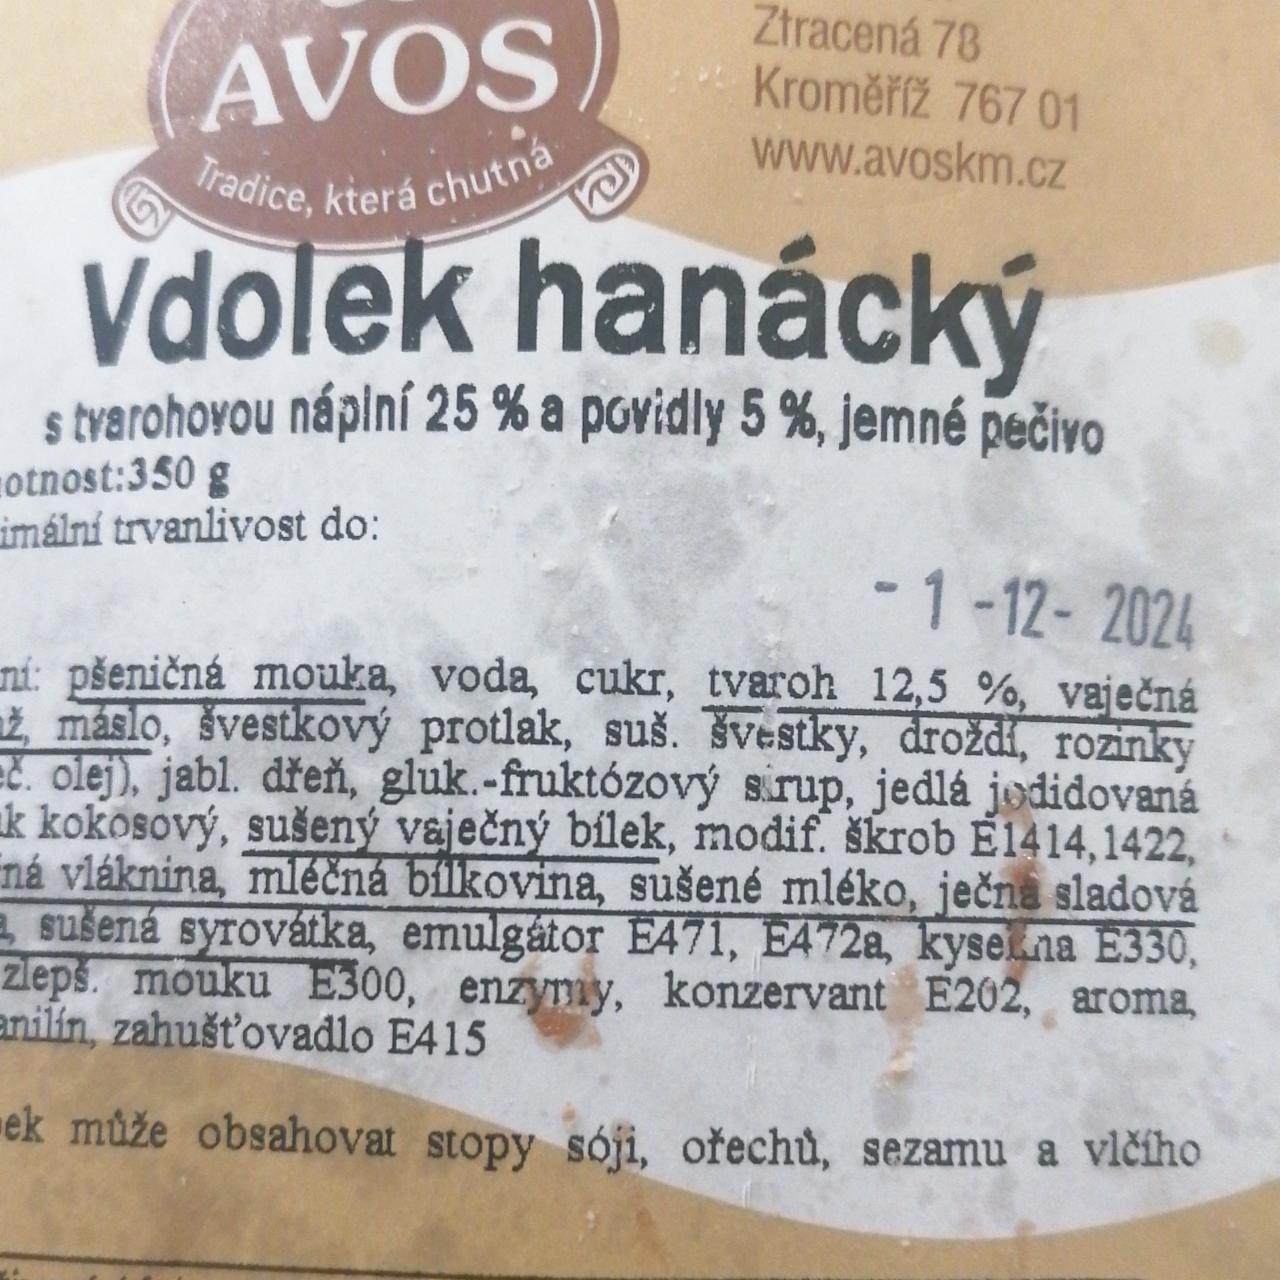 AVOS
Tradice, která chutná
Ztracená 78
Kroměříž 767 01
www.avoskm.cz
Vdolek hanácký
s tvarohovou náplní 25 % a povidly 5 %, jemné pečivo
otnost:350 g
imální trvanlivost do:
- 1 -12- 2024
ní: pšeničná mouka, voda, cukr, tvaroh 12,5 %, vaječná
ž, máslo, švestkový protlak, suš. švestky, droždí, rozinky
č. olej), jabl. dřeň, gluk.-fruktózový sirup, jedlá jodidovaná
k kokosový, sušený vaječný bílek, modif. škrob E1414,1422,
ná vláknina, mléčná bílkovina, sušené mléko, ječná sladová
a, sušená syrovátka, emulgátor E471, E472a, kyselina E330,
zlepš. mouku E300, enzymy, konzervant E202, aroma,
anilín, zahušťovadlo E415
ek může obsahovat stopy sóji, ořechů, sezamu a vlčího